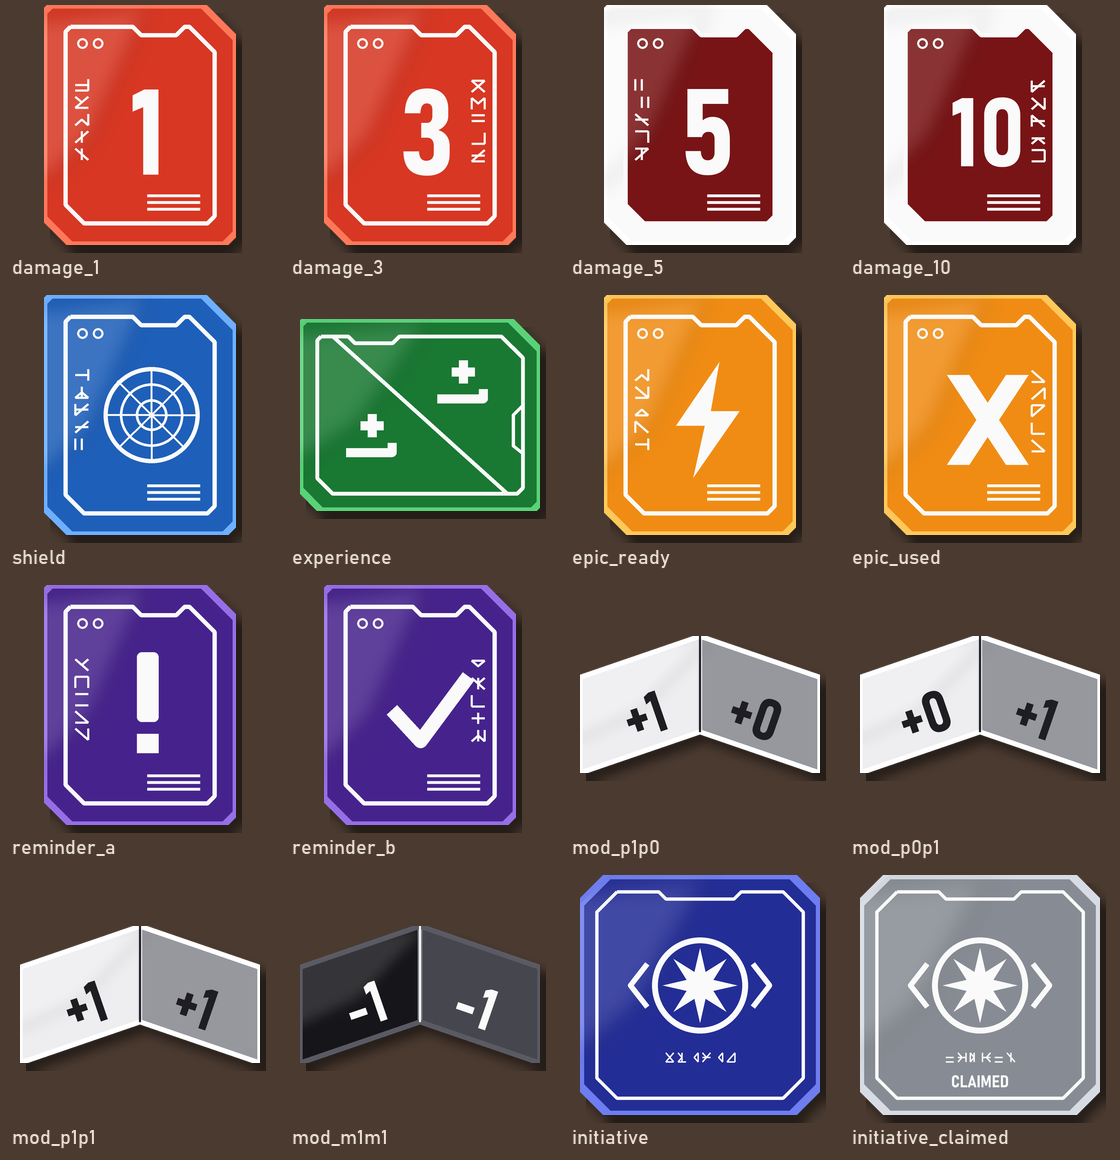 1
3
5
10
damage_1
damage_3
damage_5
damage_10
X
shield
experience
epic_ready
epic_used
!
+1 +0
+0 +1
reminder_a
reminder_b
mod_p1p0
mod_p0p1
+1 +1
-1 -1
CLAIMED
mod_p1p1
mod_m1m1
initiative
initiative_claimed